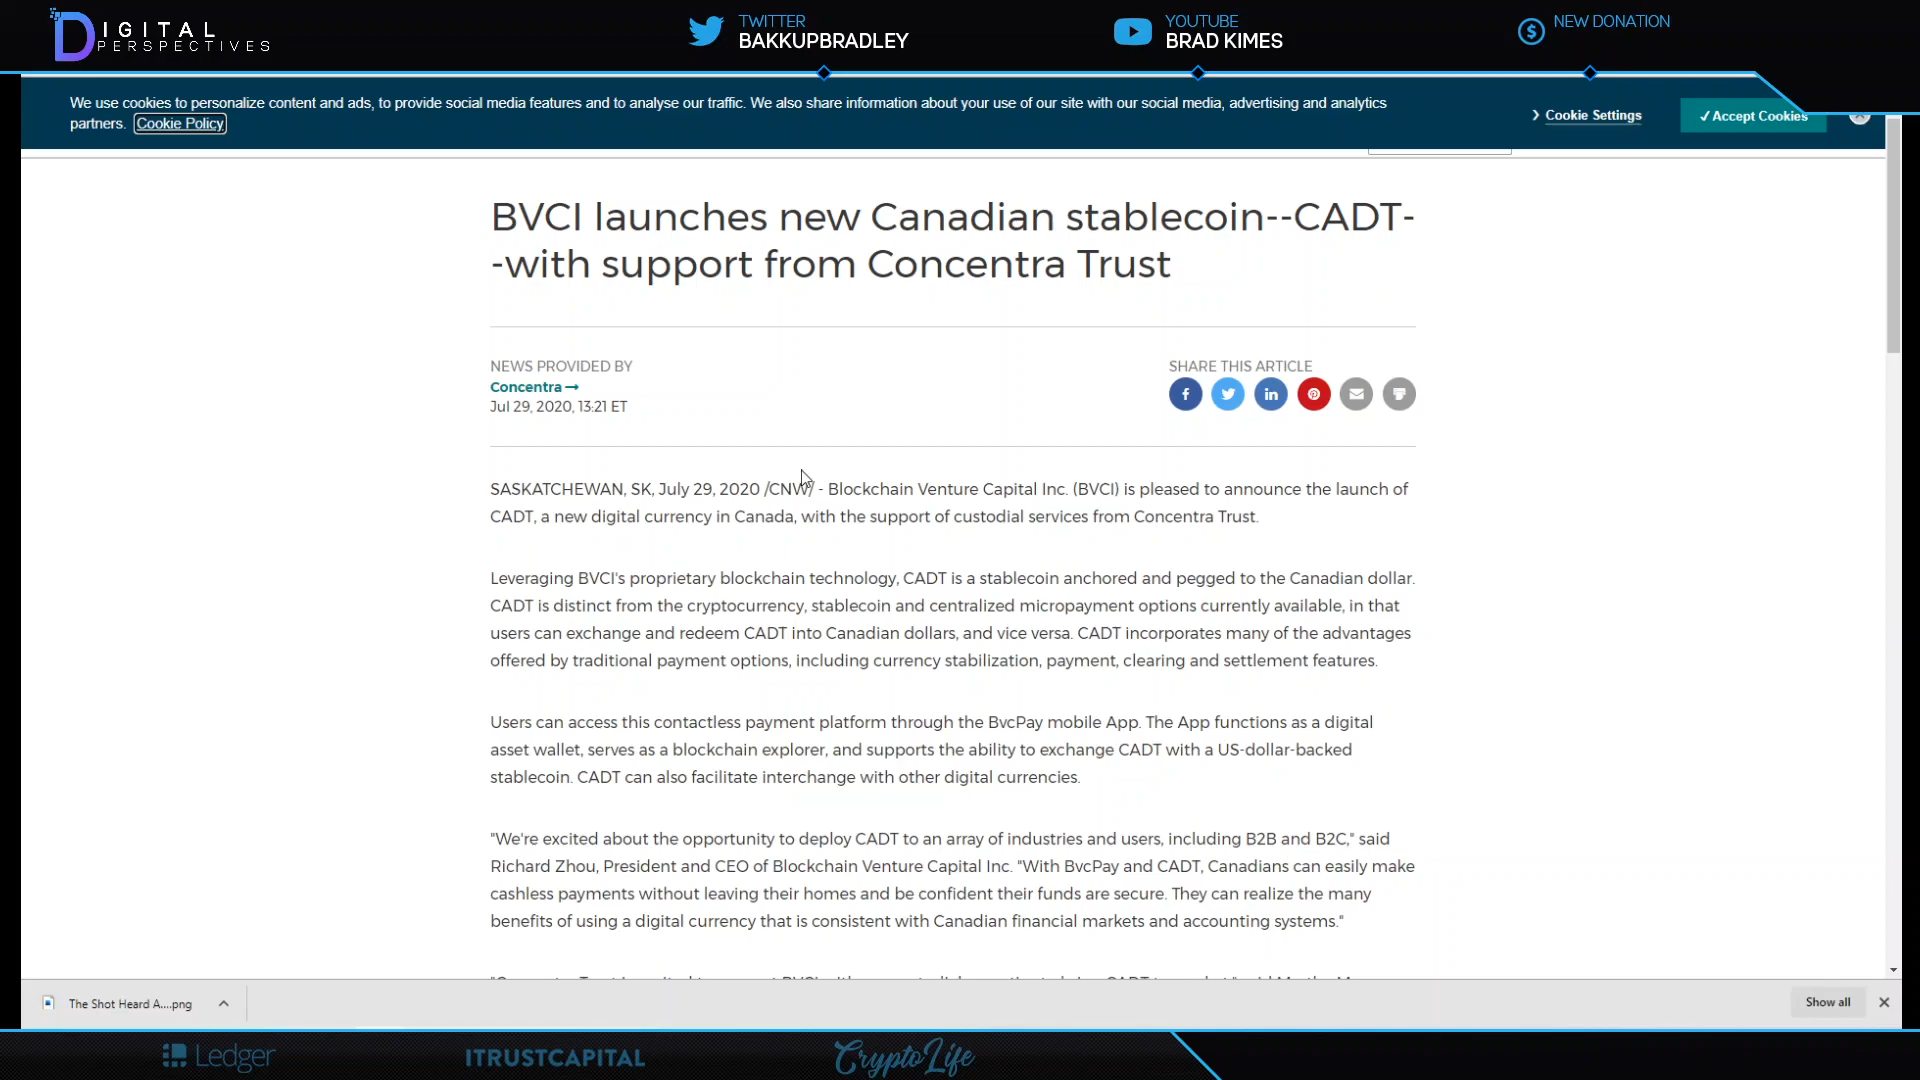 DIGITAL
PERSPECTIVES
TWITTER
BAKKUPBRADLEY
YOUTUBE
BRAD KIMES
NEW DONATION
We use cookies to personalize content and ads, to provide social media features and to analyse our traffic. We also share information about your use of our site with our social media, advertising and analytics
partners. Cookie Policy
Cookie Settings
✓Accept Cookies
BVCI launches new Canadian stablecoin--CADT-
-with support from Concentra Trust
NEWS PROVIDED BY
Concentra→
Jul 29, 2020, 13:21 ET
SHARE THIS ARTICLE
SASKATCHEWAN, SK, July 29, 2020 /CNW/ - Blockchain Venture Capital Inc. (BVCI) is pleased to announce the launch of
CADT, a new digital currency in Canada, with the support of custodial services from Concentra Trust.
Leveraging BVCI's proprietary blockchain technology, CADT is a stablecoin anchored and pegged to the Canadian dollar.
CADT is distinct from the cryptocurrency, stablecoin and centralized micropayment options currently available, in that
users can exchange and redeem CADT into Canadian dollars, and vice versa. CADT incorporates many of the advantages
offered by traditional payment options, including currency stabilization, payment, clearing and settlement features.
Users can access this contactless payment platform through the BvcPay mobile App. The App functions as a digital
asset wallet, serves as a blockchain explorer, and supports the ability to exchange CADT with a US-dollar-backed
stablecoin. CADT can also facilitate interchange with other digital currencies.
"We're excited about the opportunity to deploy CADT to an array of industries and users, including B2B and B2C," said
Richard Zhou, President and CEO of Blockchain Venture Capital Inc. "With BvcPay and CADT, Canadians can easily make
cashless payments without leaving their homes and be confident their funds are secure. They can realize the many
benefits of using a digital currency that is consistent with Canadian financial markets and accounting systems."
The Shot Heard A....png
Show all
Ledger
ITRUSTCAPITAL
CryptoLife